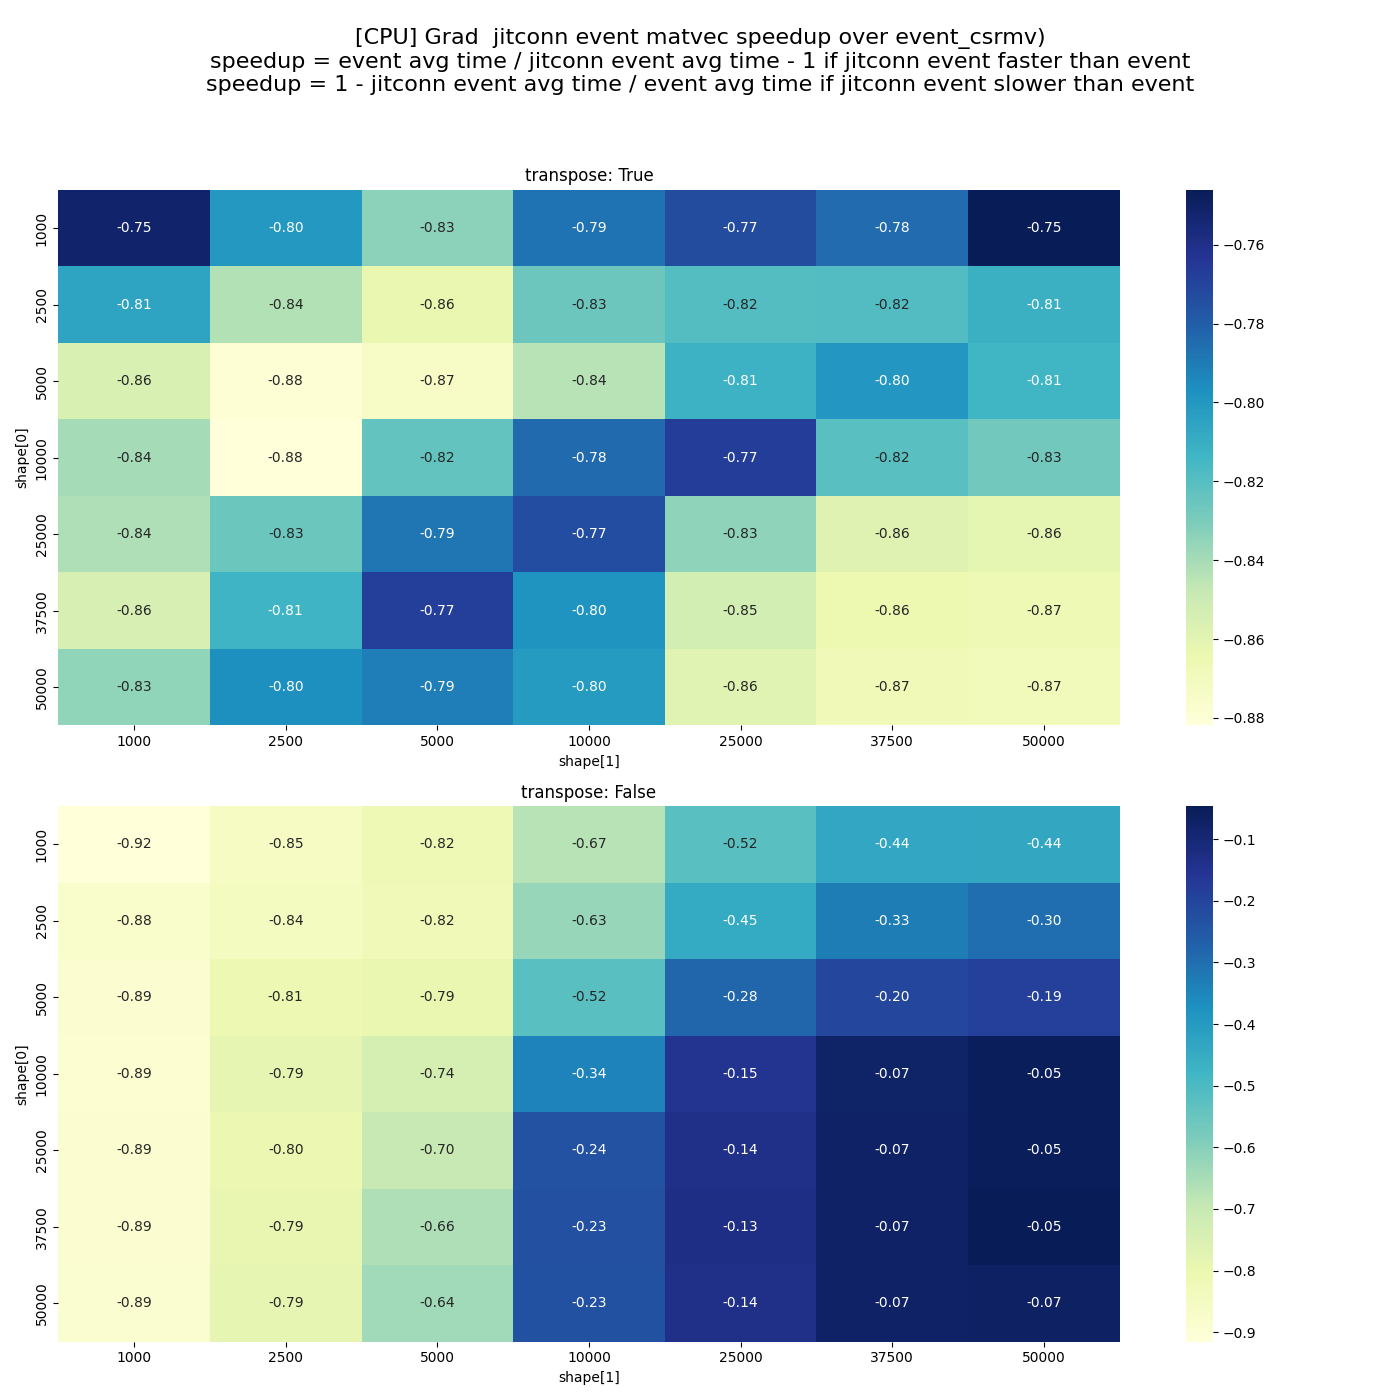 [CPU] Grad  jitconn event matvec speedup over event_csrmv)
speedup = event avg time / jitconn event avg time - 1 if jitconn event faster than event
speedup = 1 - jitconn event avg time / event avg time if jitconn event slower than event
transpose: True
1000 -0.75 -0.80 -0.83 -0.79 -0.77 -0.78 -0.75
2500 -0.81 -0.84 -0.86 -0.83 -0.82 -0.82 -0.81
5000 -0.86 -0.88 -0.87 -0.84 -0.81 -0.80 -0.81
10000 -0.84 -0.88 -0.82 -0.78 -0.77 -0.82 -0.83
25000 -0.84 -0.83 -0.79 -0.77 -0.83 -0.86 -0.86
37500 -0.86 -0.81 -0.77 -0.80 -0.85 -0.86 -0.87
50000 -0.83 -0.80 -0.79 -0.80 -0.86 -0.87 -0.87
shape[0]
1000 2500 5000 10000 25000 37500 50000
shape[1]
−0.76
−0.78
−0.80
−0.82
−0.84
−0.86
−0.88
transpose: False
1000 -0.92 -0.85 -0.82 -0.67 -0.52 -0.44 -0.44
2500 -0.88 -0.84 -0.82 -0.63 -0.45 -0.33 -0.30
5000 -0.89 -0.81 -0.79 -0.52 -0.28 -0.20 -0.19
10000 -0.89 -0.79 -0.74 -0.34 -0.15 -0.07 -0.05
25000 -0.89 -0.80 -0.70 -0.24 -0.14 -0.07 -0.05
37500 -0.89 -0.79 -0.66 -0.23 -0.13 -0.07 -0.05
50000 -0.89 -0.79 -0.64 -0.23 -0.14 -0.07 -0.07
shape[0]
1000 2500 5000 10000 25000 37500 50000
shape[1]
−0.1
−0.2
−0.3
−0.4
−0.5
−0.6
−0.7
−0.8
−0.9